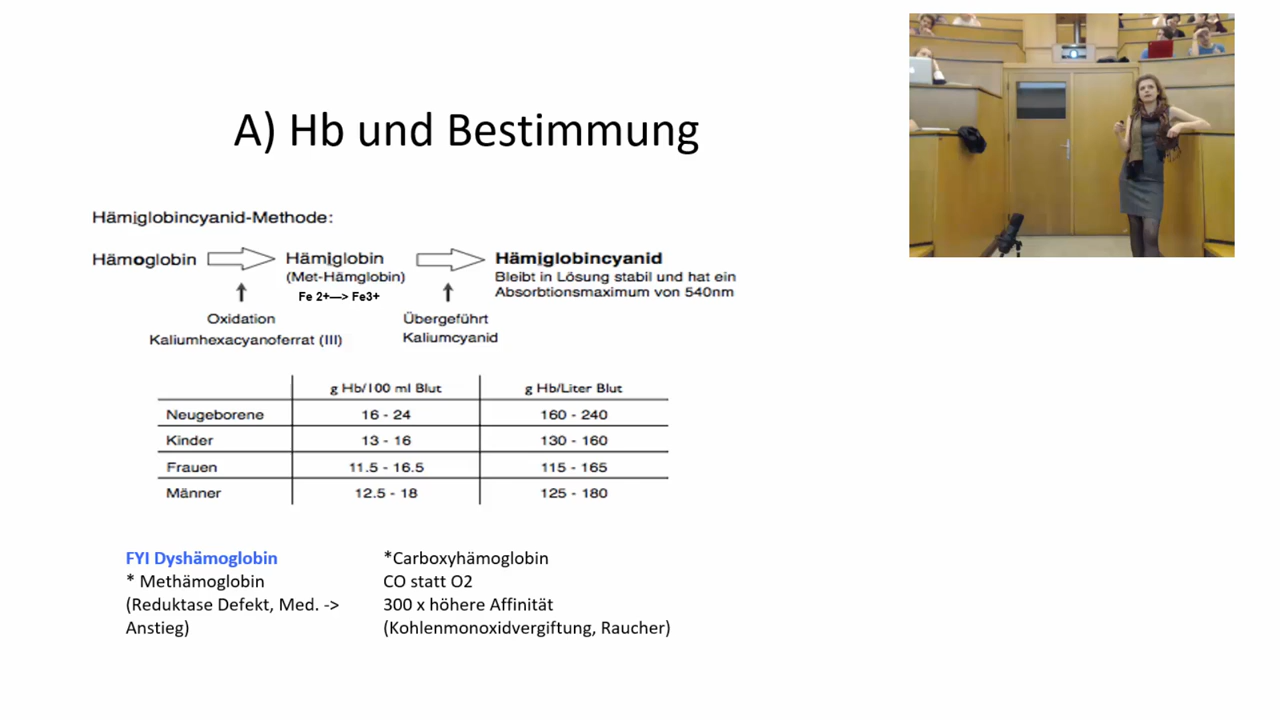 A) Hb und Bestimmung
Hämiglobincyanid-Methode:
Hämoglobin
Hämiglobin
Hämiglobincyanid
(Met-Hämglobin)
Bleibt in Lösung stabil und hat ein
Fe 2+—> Fe3+
Absorbtionsmaximum von 540nm
Oxidation
Übergeführt
Kaliumhexacyanoferrat (III)
Kaliumcyanid
g Hb/100 ml Blut g Hb/Liter Blut
Neugeborene 16 - 24 160 - 240
Kinder 13 - 16 130 - 160
Frauen 11.5 - 16.5 115 - 165
Männer 12.5 - 18 125 - 180
FYI Dyshämoglobin
* Methämoglobin
(Reduktase Defekt, Med. ->
Anstieg)
*Carboxyhämoglobin
CO statt O2
300 x höhere Affinität
(Kohlenmonoxidvergiftung, Raucher)